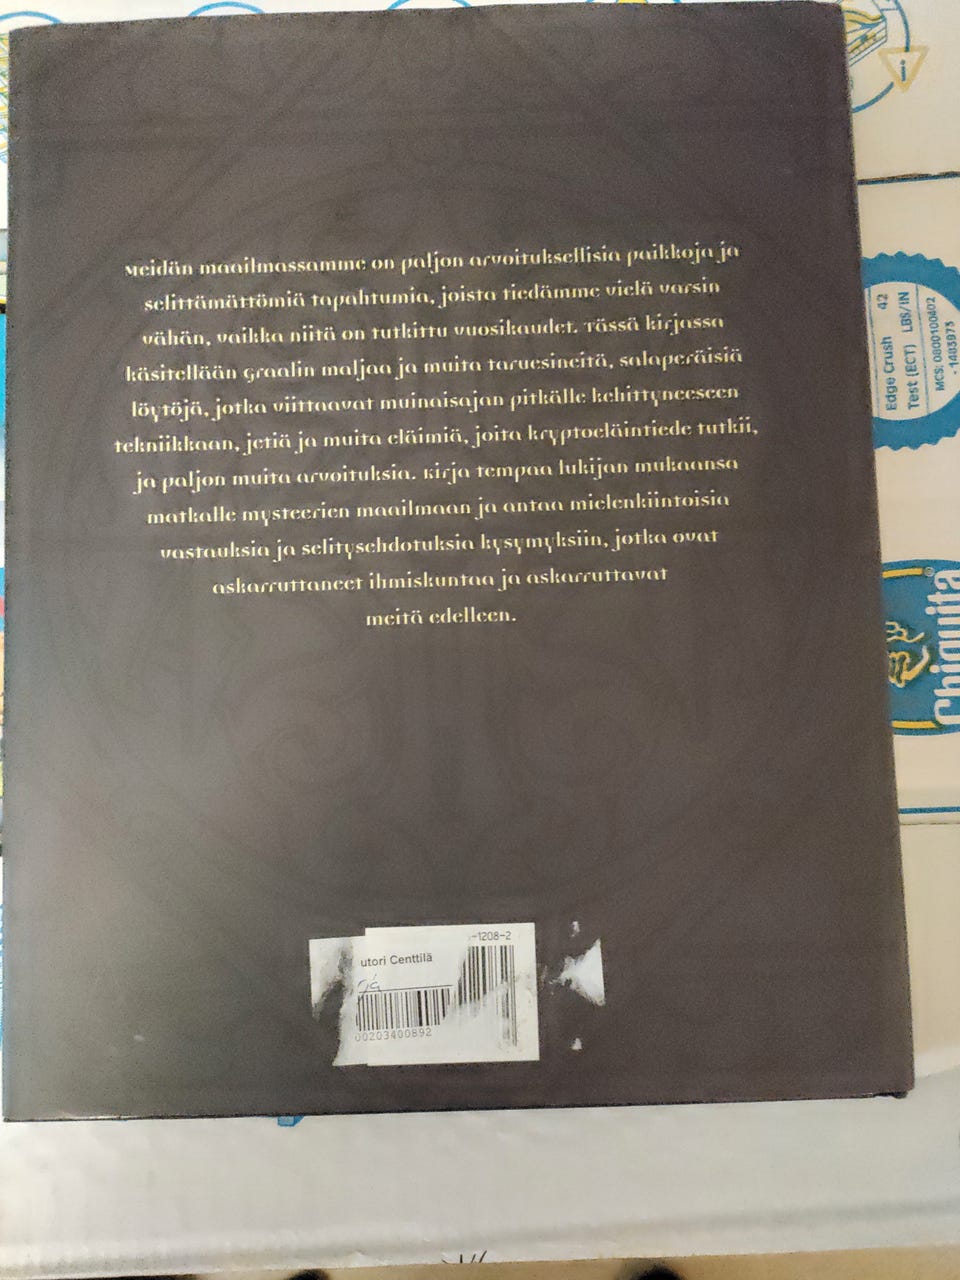 Meidän maailmassamme on paljon arvoituksellisia paikkoja ja
selittämättömiä tapahtumia, joista tiedämme vielä varsin
vähän, vaikka niitä on tutkittu vuosikaudet. Tässä kirjassa
käsitellään Graalin maljaa ja muita taruesineitä, salaperäisiä
löytöjä, jotka viittaavat muinaisajan pitkälle kehittyneeseen
tekniikkaan, jetiä ja muita eläimiä, joita kryptoeläintiede tutkii,
ja paljon muita arvoituksia. Kirja tempaa lukijan mukaansa
matkalle mysteerien maailmaan ja antaa mielenkiintoisia
vastauksia ja selitysehdotuksia kysymyksiin, jotka ovat
askarruttaneet ihmiskuntaa ja askarruttavat
meitä edelleen.
-1208-2
utori Centtilä
00203400892
Edge Crush 42
Test (ECT) LBS/IN
MCS: 0800100402
- 1403973
Chiquita